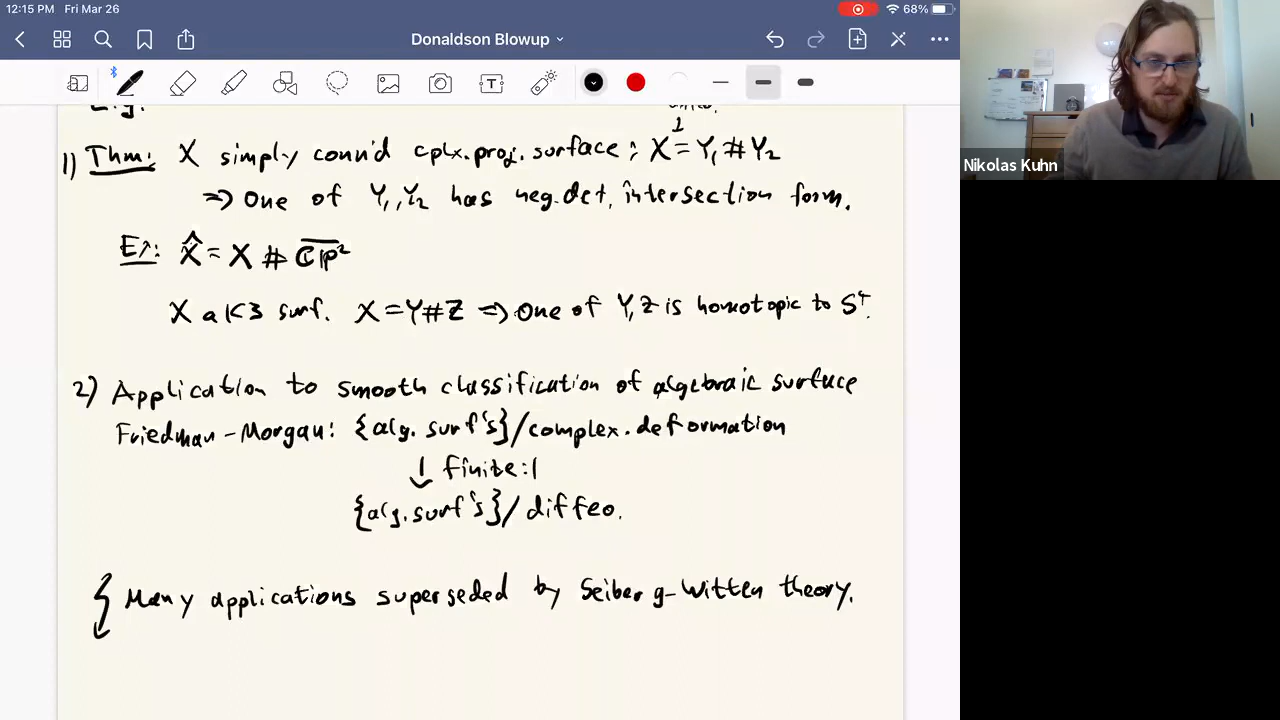 12:15 PM Fri Mar 26
68%
Donaldson Blowup
Nikolas Kuhn
E.g.
1) Thm: X simply conn'd cplx. proj. surface; X = Y₁ # Y₂
=> One of Y₁, Y₂ has neg. def. intersection form.
Ex: X̂ = X # \overline{ℂP²}
X a K3 surf. X = Y # Z => One of Y, Z is homotopic to S⁴.
2) Application to smooth classification of algebraic surface
Friedman-Morgan: {alg. surf's}/complex. deformation
↓ finite:1
{alg. surf's}/diffeo.
Many applications superseded by Seiberg-Witten theory.